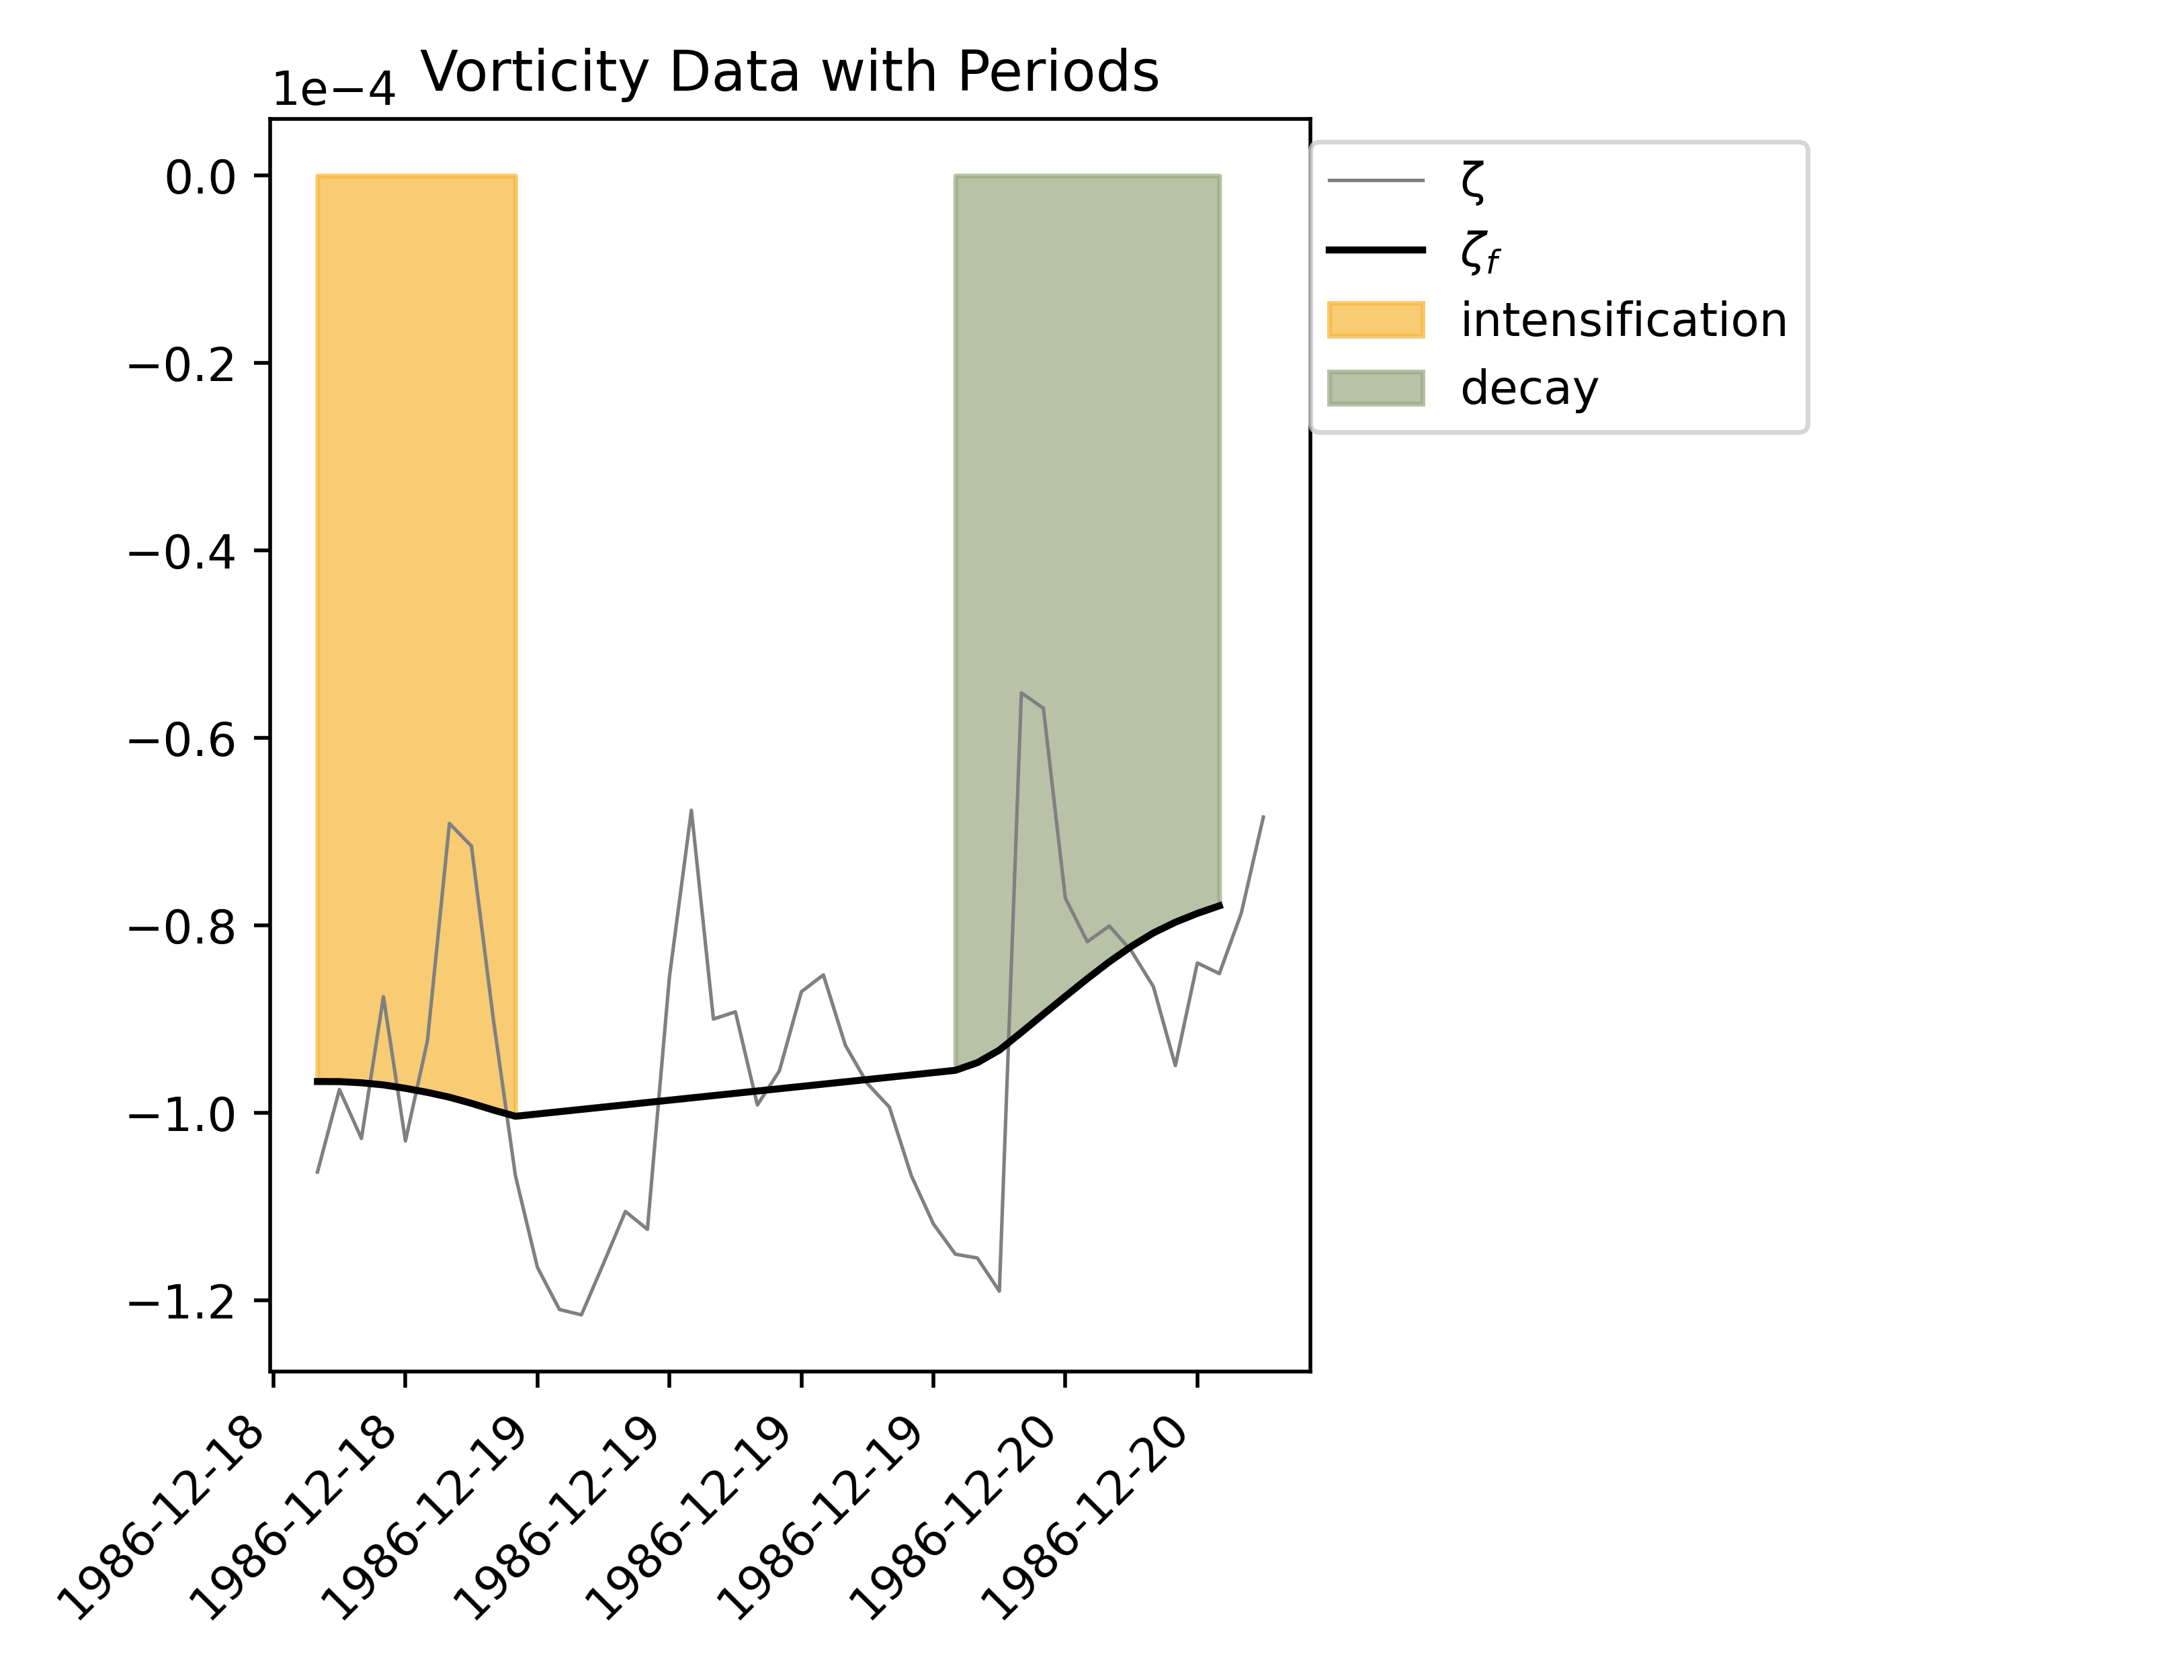 Vorticity Data with Periods
1e−4
0.0
−0.2
−0.4
−0.6
−0.8
−1.0
−1.2
1986-12-18
1986-12-18
1986-12-19
1986-12-19
1986-12-19
1986-12-19
1986-12-20
1986-12-20
ζ
ζf
intensification
decay